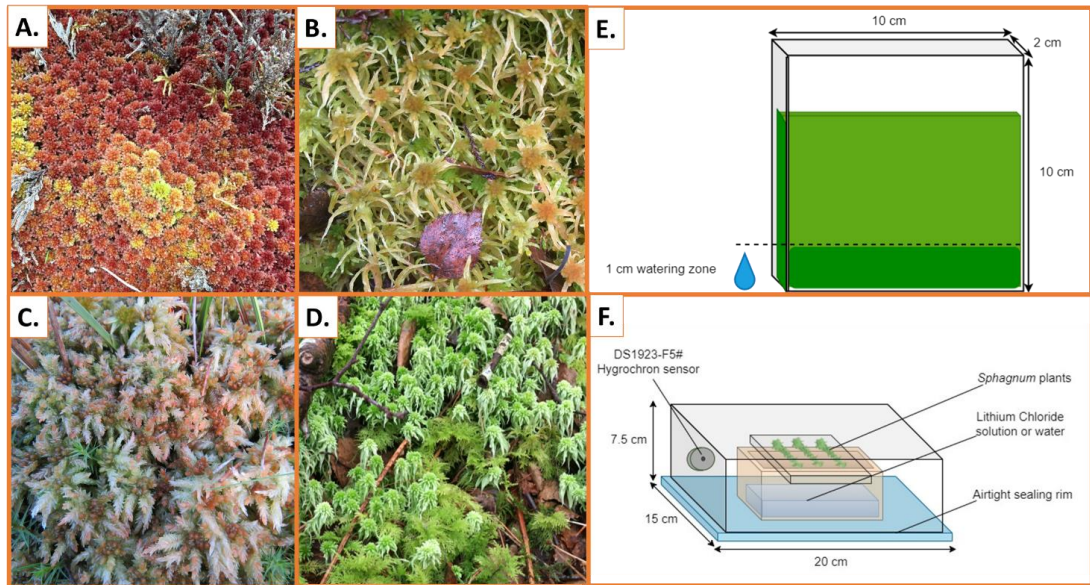 A.
B.
E.
10 cm
2 cm
10 cm
1 cm watering zone
C.
D.
F.
DS1923-F5#
Hygrochron sensor
Sphagnum plants
Lithium Chloride
solution or water
7.5 cm
Airtight sealing rim
15 cm
20 cm